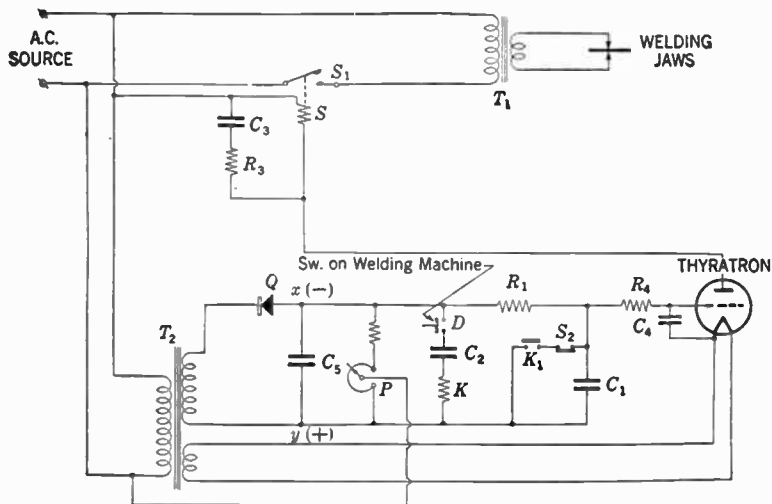 A.C.
SOURCE
WELDING
JAWS
S₁
T₁
S
C₃
R₃
Sw. on Welding Machine
THYRATRON
Q
x (−)
R₁
R₄
T₂
D
C₄
C₅
C₂
S₂
K₁
P
K
C₁
y (+)